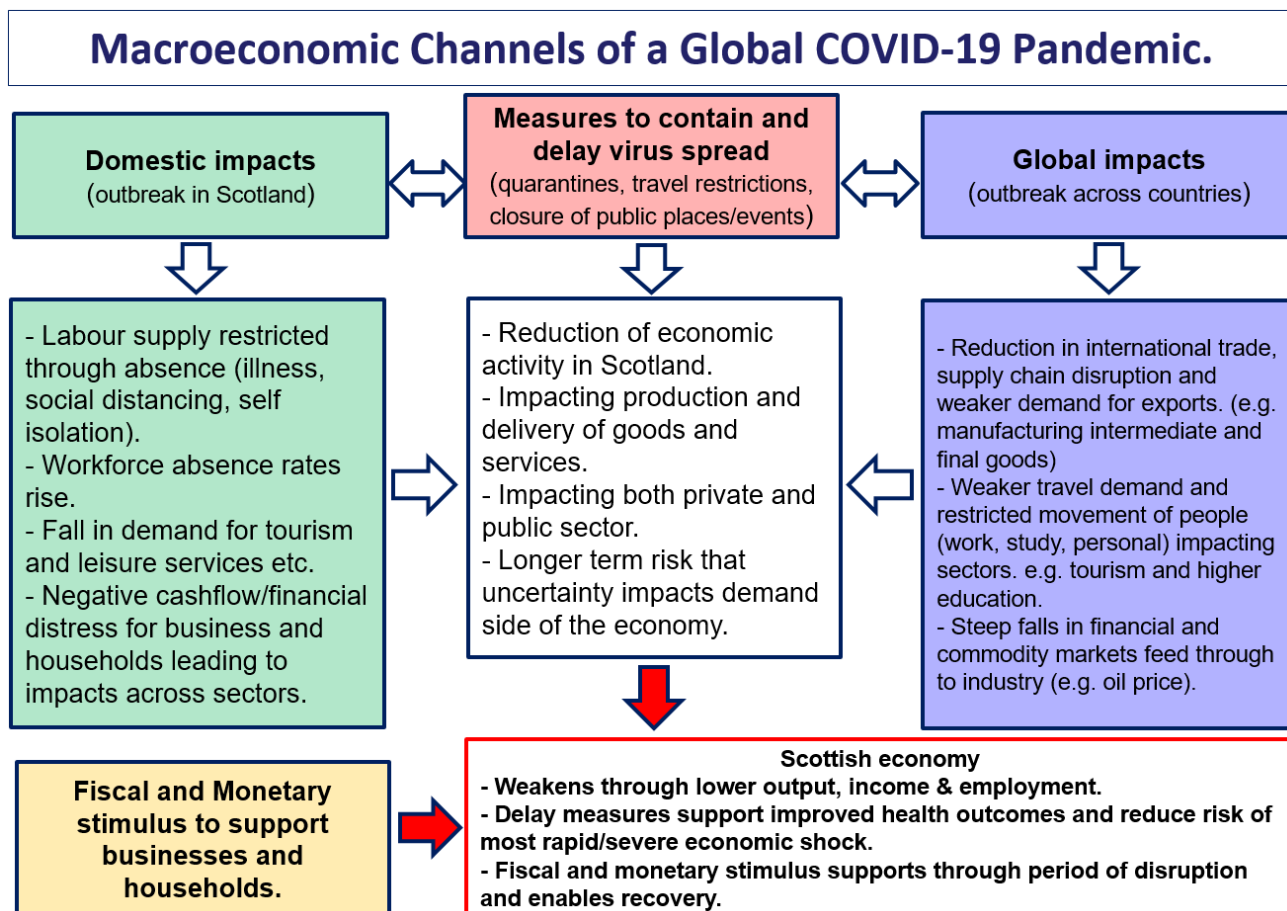 Macroeconomic Channels of a Global COVID-19 Pandemic.
Domestic impacts
(outbreak in Scotland)
Measures to contain and
delay virus spread
(quarantines, travel restrictions,
closure of public places/events)
Global impacts
(outbreak across countries)
- Labour supply restricted
through absence (illness,
social distancing, self
isolation).
- Workforce absence rates
rise.
- Fall in demand for tourism
and leisure services etc.
- Negative cashflow/financial
distress for business and
households leading to
impacts across sectors.
- Reduction of economic
activity in Scotland.
- Impacting production and
delivery of goods and
services.
- Impacting both private and
public sector.
- Longer term risk that
uncertainty impacts demand
side of the economy.
- Reduction in international trade,
supply chain disruption and
weaker demand for exports. (e.g.
manufacturing intermediate and
final goods)
- Weaker travel demand and
restricted movement of people
(work, study, personal) impacting
sectors. e.g. tourism and higher
education.
- Steep falls in financial and
commodity markets feed through
to industry (e.g. oil price).
Fiscal and Monetary
stimulus to support
businesses and
households.
Scottish economy
- Weakens through lower output, income & employment.
- Delay measures support improved health outcomes and reduce risk of
most rapid/severe economic shock.
- Fiscal and monetary stimulus supports through period of disruption
and enables recovery.